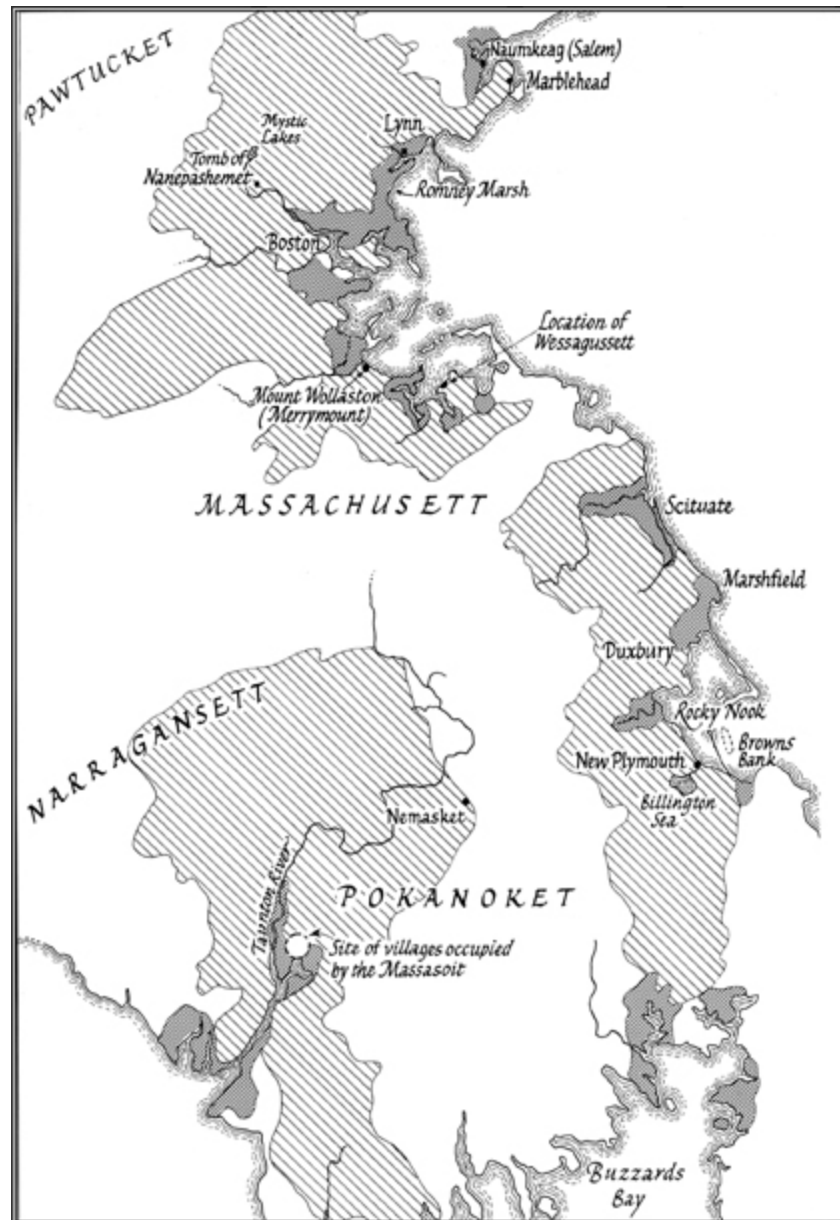 PAWTUCKET
Naumkeag (Salem)
Marblehead
Mystic
Lakes
Lynn
Tomb of
Nanepashemet
Romney Marsh
Boston
Location of
Wessagussett
Mount Wollaston
(Merrymount)
MASSACHUSETT
Scituate
Marshfield
Duxbury
NARRAGANSETT
Rocky Nook
New Plymouth
Browns
Bank
Billington
Sea
Nemasket
POKANOKET
Taunton River
Site of villages occupied
by the Massasoit
Buzzards
Bay